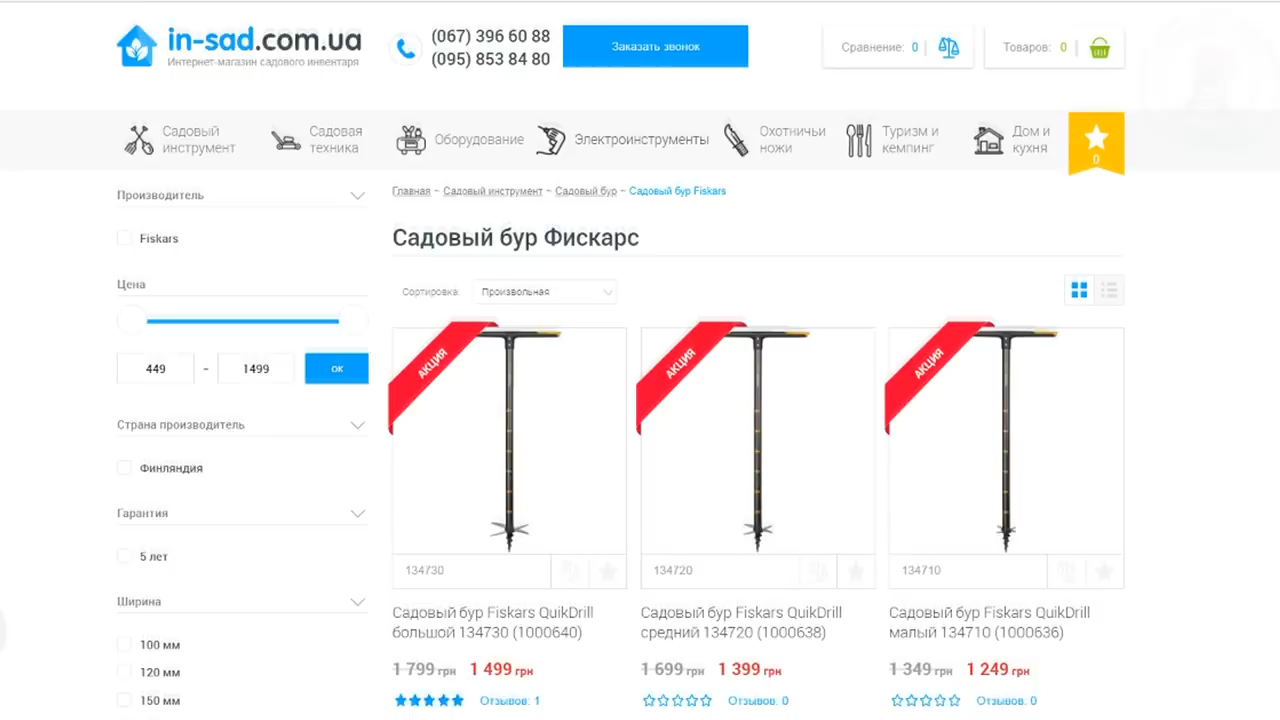 in-sad.com.ua
Интернет-магазин садового инвентаря
(067) 396 60 88
(095) 853 84 80
Заказать звонок
Сравнение: 0
Товаров: 0
Садовый
инструмент
Садовая
техника
Оборудование
Электроинструменты
Охотничьи
ножи
Туризм и
кемпинг
Дом и
кухня
0
Производитель
Fiskars
Цена
449 - 1499 ОК
Страна производитель
Финляндия
Гарантия
5 лет
Ширина
100 мм
120 мм
150 мм
Главная ~ Садовый инструмент ~ Садовый бур ~ Садовый бур Fiskars
Садовый бур Фискарс
Сортировка: Произвольная
АКЦИЯ
134730
Садовый бур Fiskars QuikDrill
большой 134730 (1000640)
1 799 грн 1 499 грн
Отзывов: 1
АКЦИЯ
134720
Садовый бур Fiskars QuikDrill
средний 134720 (1000638)
1 699 грн 1 399 грн
Отзывов: 0
АКЦИЯ
134710
Садовый бур Fiskars QuikDrill
малый 134710 (1000636)
1 349 грн 1 249 грн
Отзывов: 0